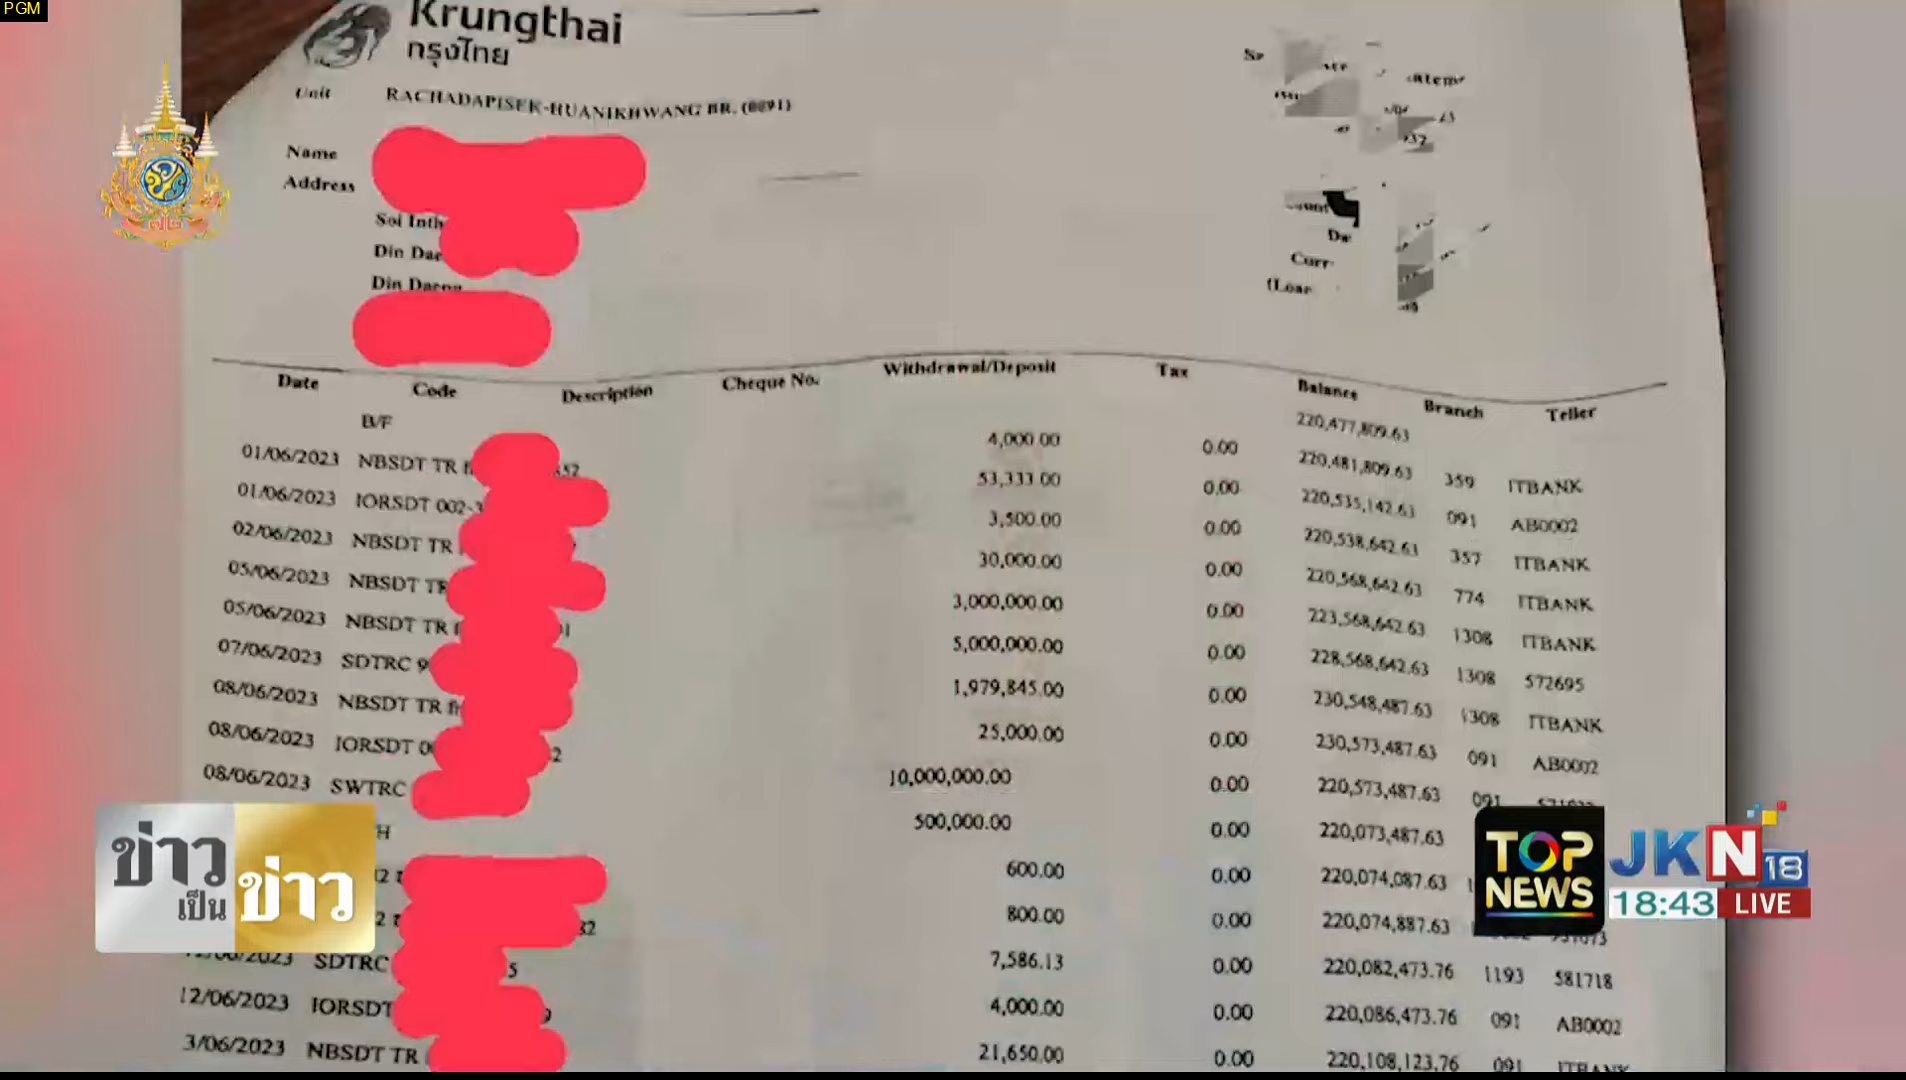 PGM
Krungthai
กรุงไทย
Unit RACHADAPISEK-HUANIKHWANG BR. (0091)
Name
Address
Soi Inth
Din Dae
Din Daeng
Date Code Description Cheque No. Withdrawal/Deposit Tax Balance Branch Teller
B/F 220,477,809.63
01/06/2023 NBSDT TR 4,000.00 0.00 220,481,809.63 359 ITBANK
01/06/2023 IORSDT 002-3 53,333.00 0.00 220,535,142.63 091 AB0002
02/06/2023 NBSDT TR 3,500.00 0.00 220,538,642.63 357 ITBANK
05/06/2023 NBSDT TR 30,000.00 0.00 220,568,642.63 774 ITBANK
05/06/2023 NBSDT TR 3,000,000.00 0.00 223,568,642.63 1308 ITBANK
07/06/2023 SDTRC 9 5,000,000.00 0.00 228,568,642.63 1308 572695
08/06/2023 NBSDT TR 1,979,845.00 0.00 230,548,487.63 1308 ITBANK
08/06/2023 IORSDT 25,000.00 0.00 230,573,487.63 091 AB0002
08/06/2023 SWTRC 10,000,000.00 0.00 220,573,487.63 091
H 500,000.00 0.00 220,073,487.63
600.00 0.00 220,074,087.63
82 800.00 0.00 220,074,887.63
SDTRC 5 7,586.13 0.00 220,082,473.76 1193 581718
12/06/2023 IORSDT 4,000.00 0.00 220,086,473.76 091 AB0002
3/06/2023 NBSDT TR 21,650.00 0.00 220,108,123.76 091 ITBANK
ข่าว
เป็น
ข่าว
TOP
NEWS
JKN 18
18:43 LIVE